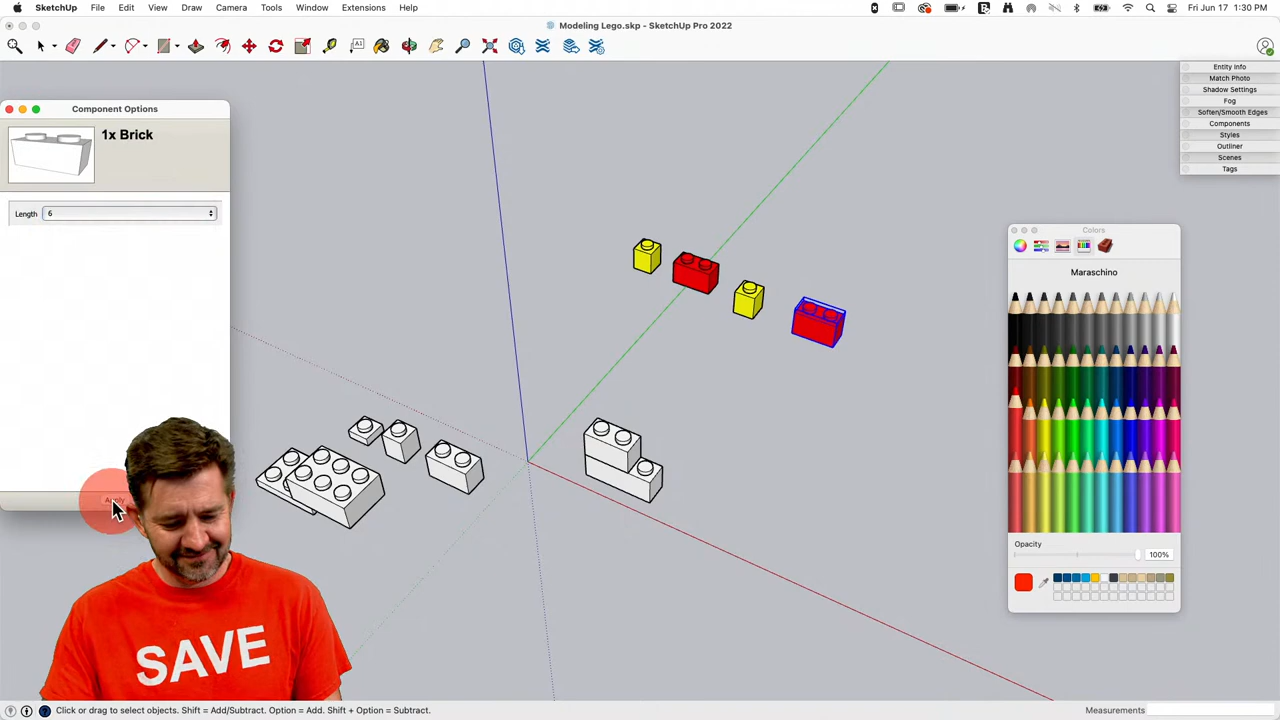 SketchUp File Edit View Draw Camera Tools Window Extensions Help
Fri Jun 17 1:30 PM
Modeling Lego.skp - SketchUp Pro 2022
Component Options
1x Brick
Length 6
Apply
Entity Info
Match Photo
Shadow Settings
Fog
Soften/Smooth Edges
Components
Styles
Outliner
Scenes
Tags
Colors
Maraschino
Opacity
100%
SAVE
Click or drag to select objects. Shift = Add/Subtract. Option = Add. Shift + Option = Subtract.
Measurements